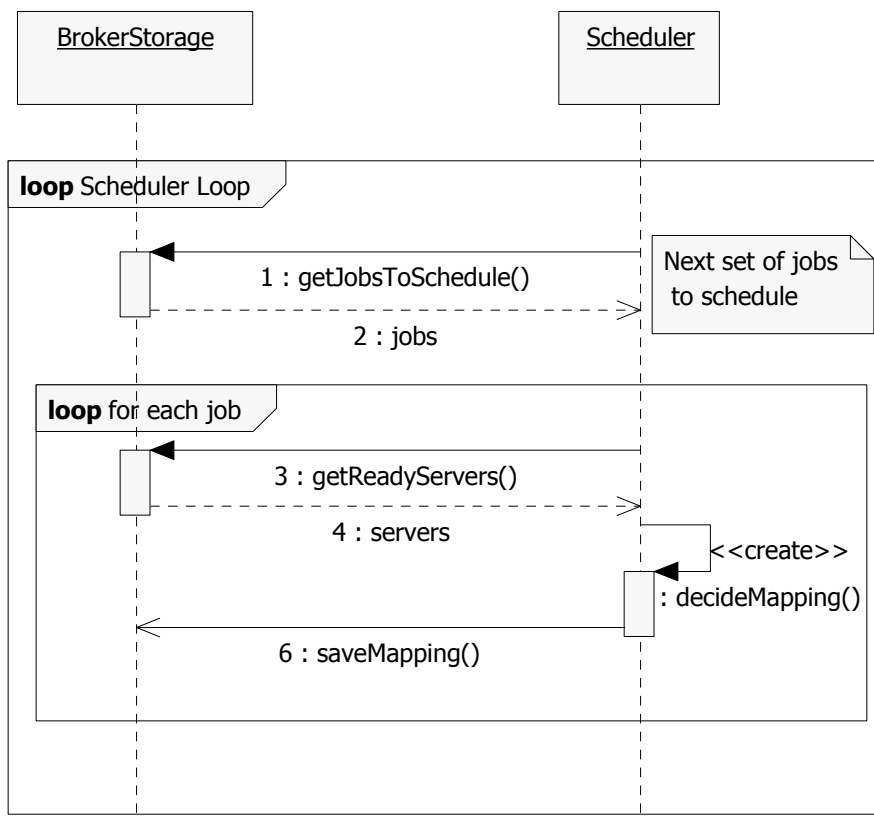 BrokerStorage
Scheduler
loop Scheduler Loop
1 : getJobsToSchedule()
Next set of jobs
to schedule
2 : jobs
loop for each job
3 : getReadyServers()
4 : servers
<<create>>
: decideMapping()
6 : saveMapping()